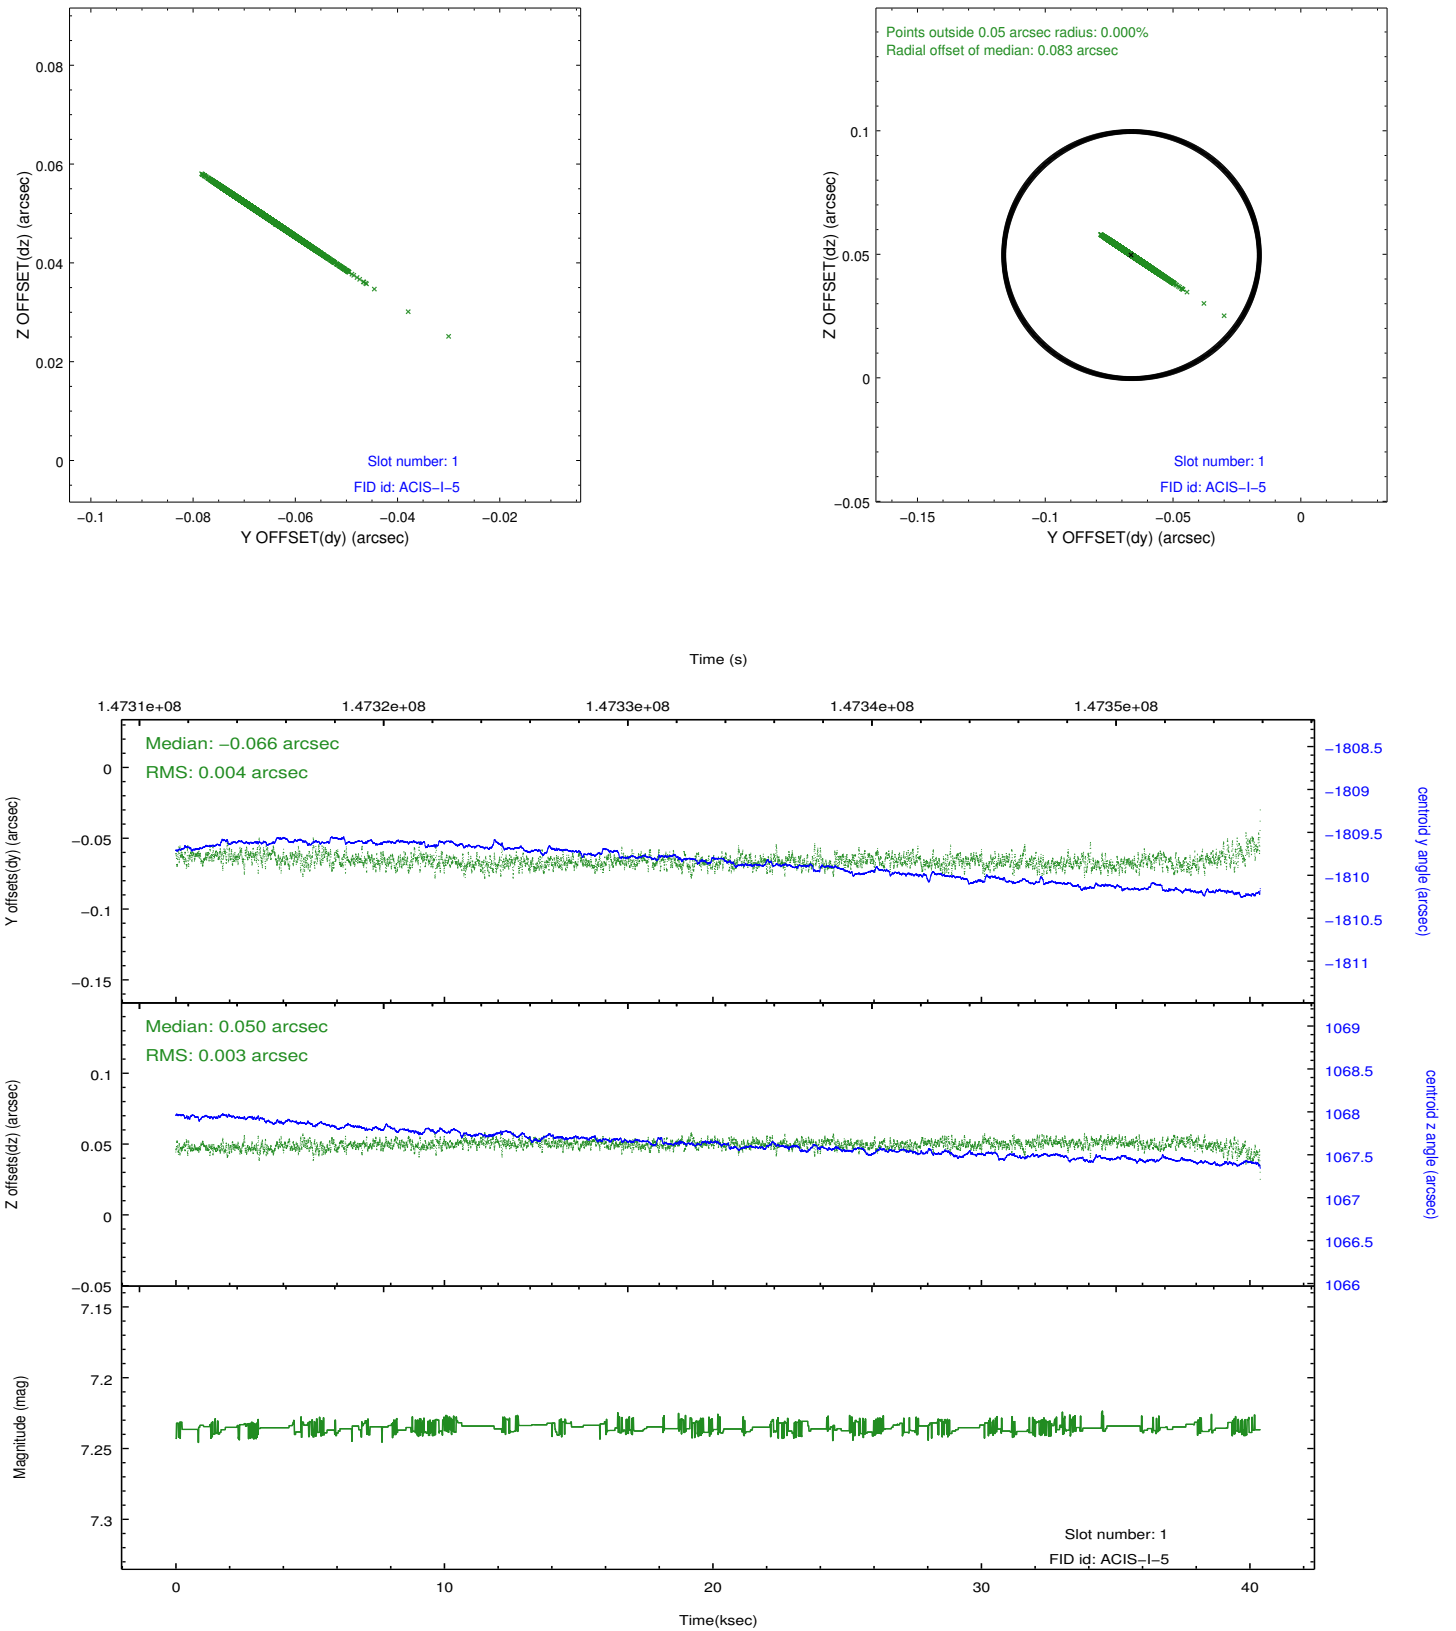 0.08
0.06
0.04
0.02
0
Z OFFSET(dz) (arcsec)
Slot number: 1
FID id: ACIS−I−5
−0.1
−0.08
−0.06
−0.04
−0.02
Y OFFSET(dy) (arcsec)
Points outside 0.05 arcsec radius: 0.000%
Radial offset of median: 0.083 arcsec
0.1
0.05
0
−0.05
Z OFFSET(dz) (arcsec)
Slot number: 1
FID id: ACIS−I−5
−0.15
−0.1
−0.05
0
Y OFFSET(dy) (arcsec)
Time (s)
1.4731e+08
1.4732e+08
1.4733e+08
1.4734e+08
1.4735e+08
Median: −0.066 arcsec
RMS: 0.004 arcsec
0
−0.05
−0.1
−0.15
Y offsets(dy) (arcsec)
−1808.5
−1809
−1809.5
−1810
−1810.5
−1811
centroid y angle (arcsec)
Median: 0.050 arcsec
RMS: 0.003 arcsec
0.1
0.05
0
−0.05
Z offsets(dz) (arcsec)
1069
1068.5
1068
1067.5
1067
1066.5
1066
centroid z angle (arcsec)
7.15
7.2
7.25
7.3
Magnitude (mag)
Slot number: 1
FID id: ACIS−I−5
0
10
20
30
40
Time(ksec)